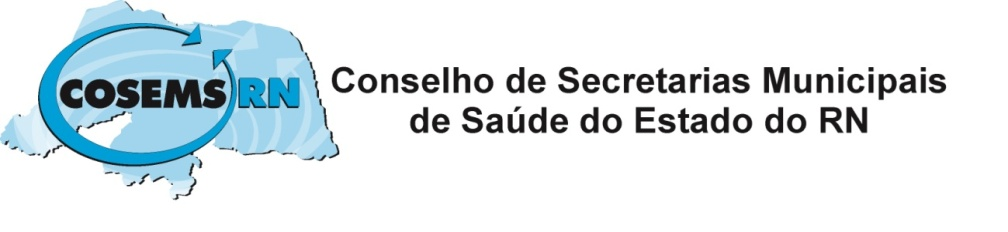 COSEMS RN
Conselho de Secretarias Municipais
de Saúde do Estado do RN